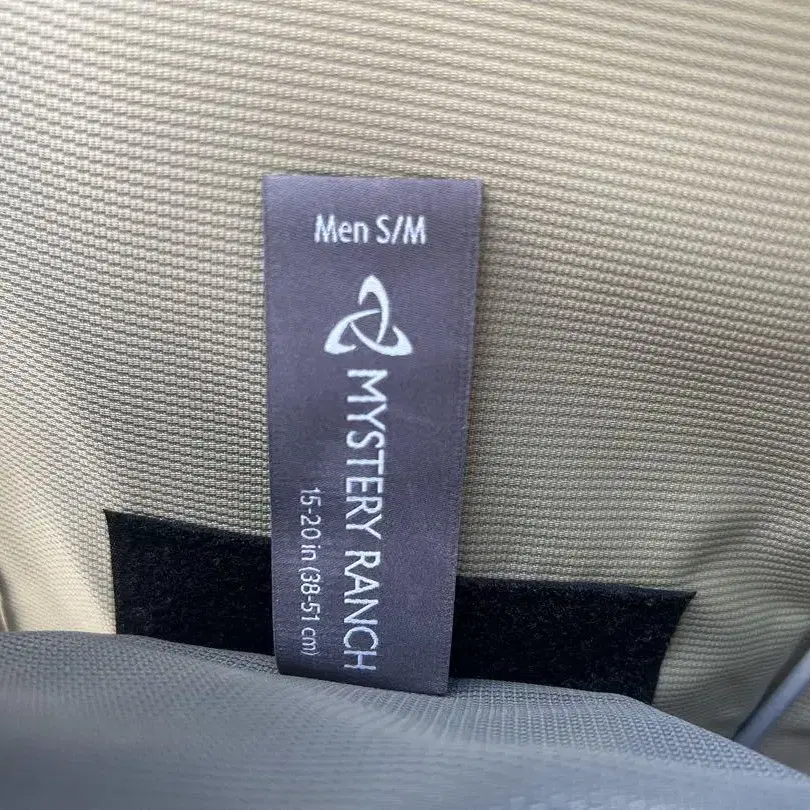 Men S/M
MYSTERY RANCH
15-20 in (38-51 cm)